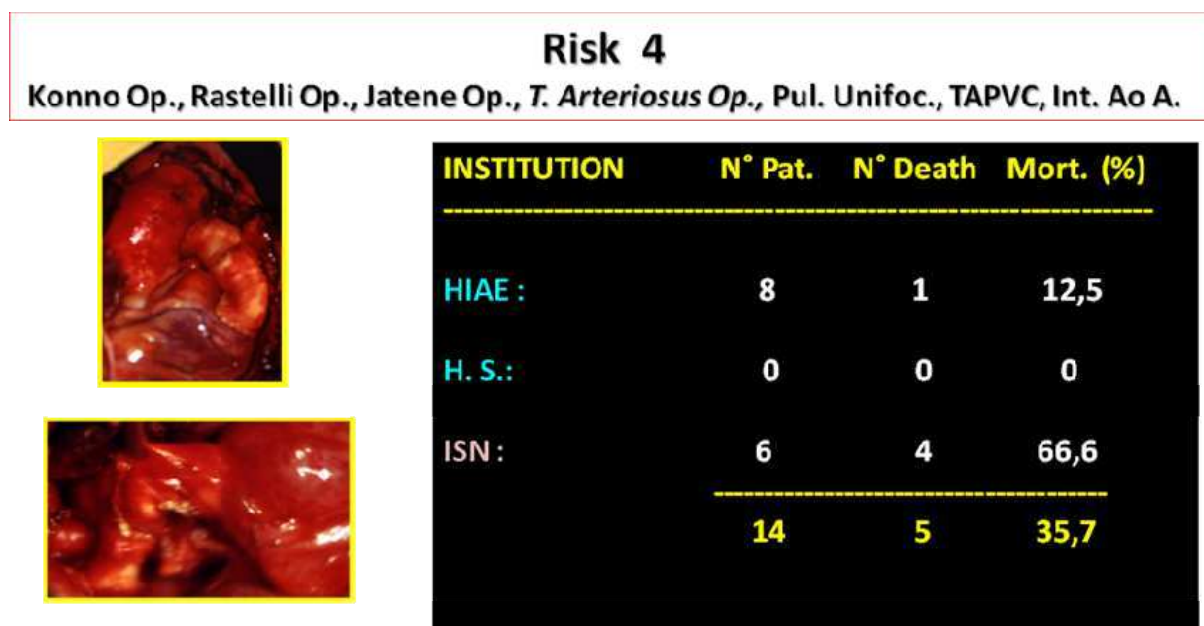 Risk 4
Konno Op., Rastelli Op., Jatene Op., T. Arteriosus Op., Pul. Unifoc., TAPVC, Int. Ao A.
INSTITUTION N° Pat. N° Death Mort. (%)
HIAE : 8 1 12,5
H. S.: 0 0 0
ISN : 6 4 66,6
14 5 35,7